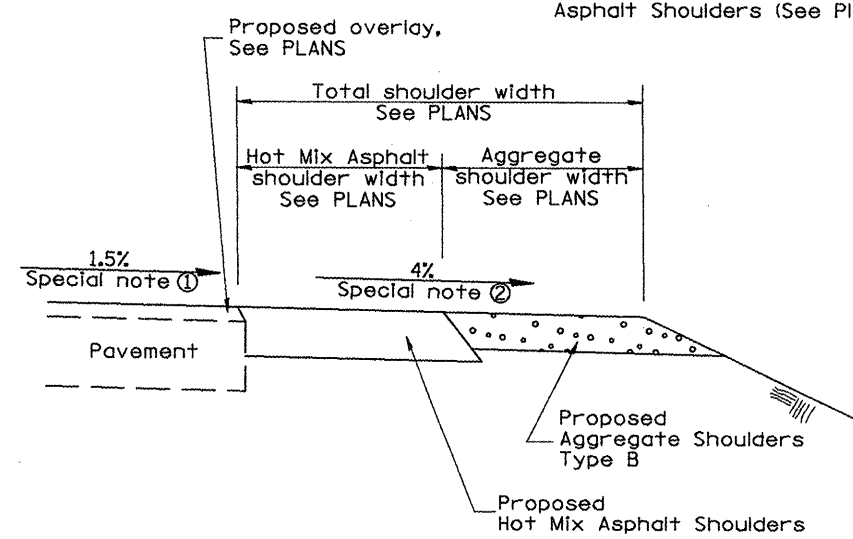 Asphalt Shoulders (See Pl
Proposed overlay,
See PLANS
Total shoulder width
See PLANS
Hot Mix Asphalt
shoulder width
See PLANS
Aggregate
shoulder width
See PLANS
1.5%
Special note ①
4%
Special note ②
Pavement
Proposed
Aggregate Shoulders
Type B
Proposed
Hot Mix Asphalt Shoulders